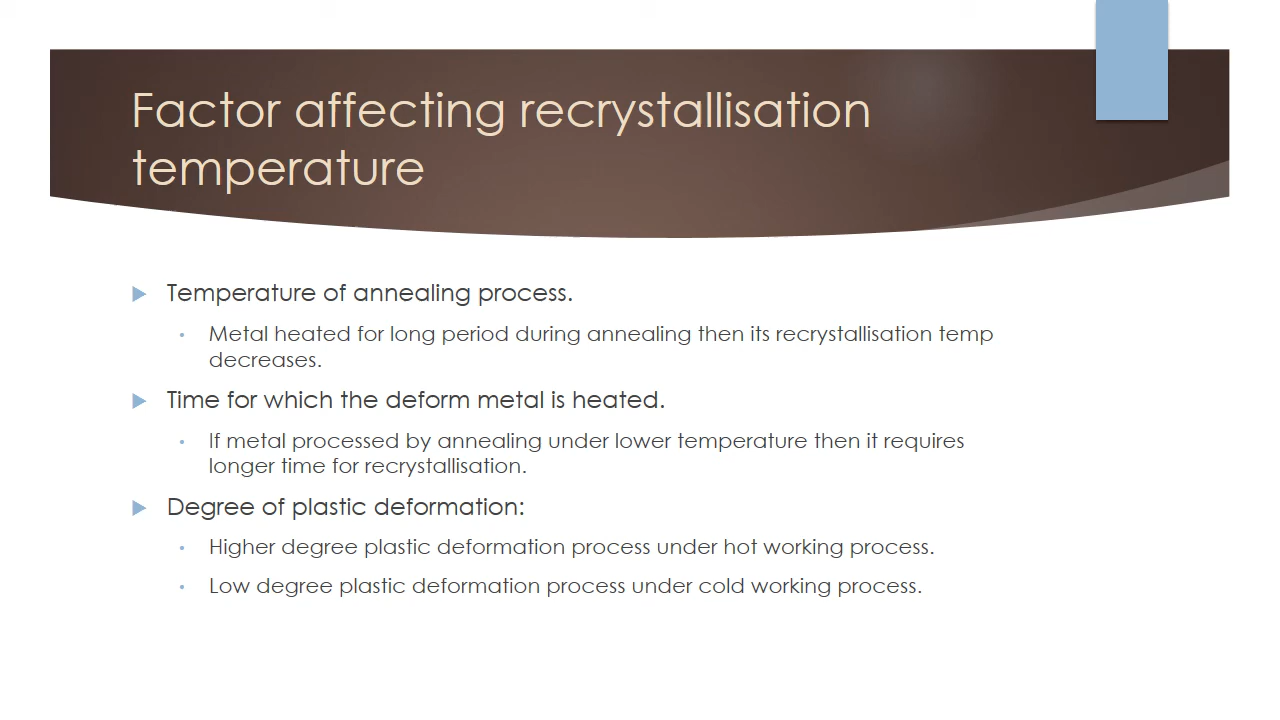 Factor affecting recrystallisation
temperature
Temperature of annealing process.
Metal heated for long period during annealing then its recrystallisation temp
decreases.
Time for which the deform metal is heated.
If metal processed by annealing under lower temperature then it requires
longer time for recrystallisation.
Degree of plastic deformation:
Higher degree plastic deformation process under hot working process.
Low degree plastic deformation process under cold working process.